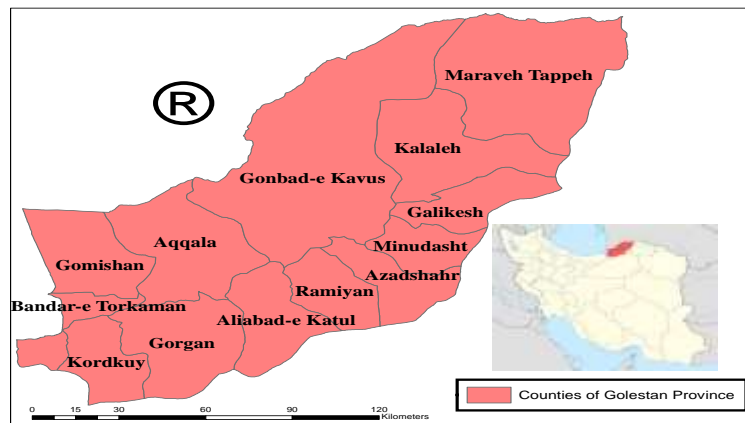 Maraveh Tappeh
®
Kalaleh
Gonbad-e Kavus
Galikesh
Aqqala
Minudasht
Gomishan
Azadshahr
Ramiyan
Bandar-e Torkaman
Aliabad-e Katul
Gorgan
Kordkuy
Counties of Golestan Province
0 15 30 60 90 120
Kilometers